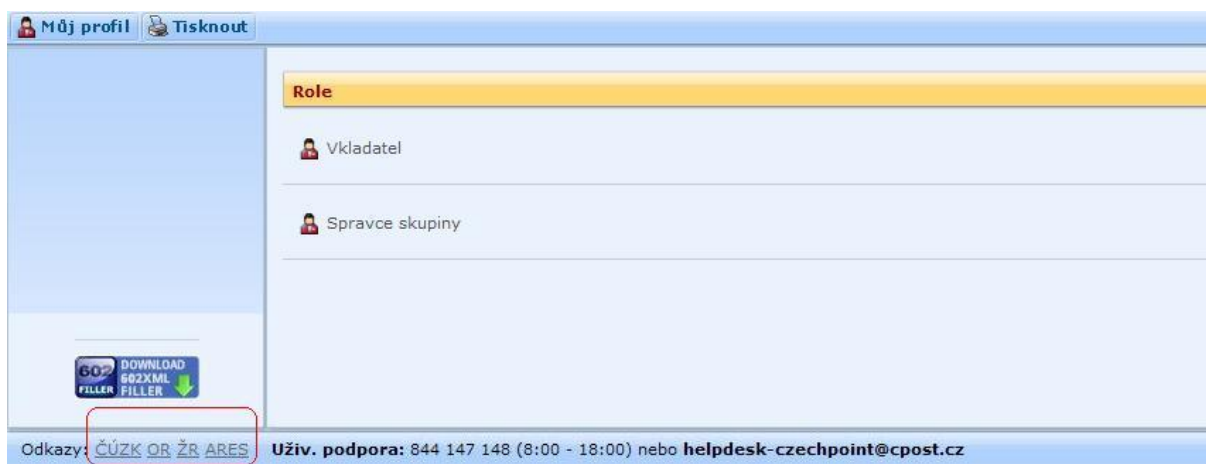 Můj profil Tisknout
Role
Vkladatel
Spravce skupiny
602 FILLER DOWNLOAD 602XML FILLER
Odkazy: ČÚZK OR ŽR ARES Uživ. podpora: 844 147 148 (8:00 - 18:00) nebo helpdesk-czechpoint@cpost.cz